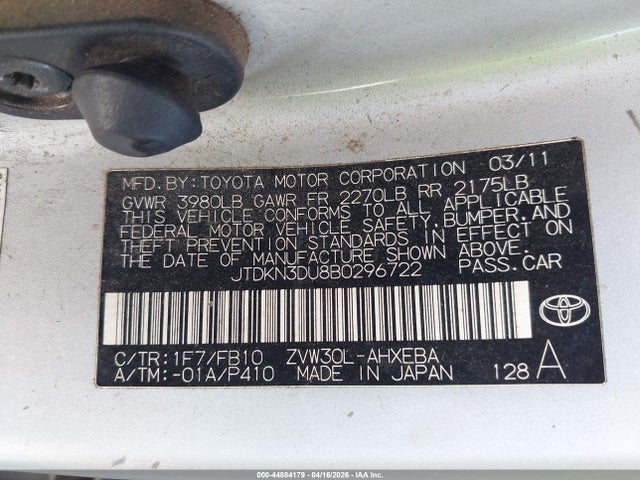 MFD. BY: TOYOTA MOTOR CORPORATION 03/11
GVWR 3980LB GAWR FR 2270LB RR 2175LB
THIS VEHICLE CONFORMS TO ALL APPLICABLE
FEDERAL MOTOR VEHICLE SAFETY, BUMPER, AND
THEFT PREVENTION STANDARDS IN EFFECT ON
THE DATE OF MANUFACTURE SHOWN ABOVE.
JTDKN3DU8B0296722 PASS. CAR
C/TR: 1F7/FB10 ZVW30L-AHXEBA
A/TM: -01A/P410 MADE IN JAPAN 128 A
000-44884179 - 04/16/2026 - IAAI.COM